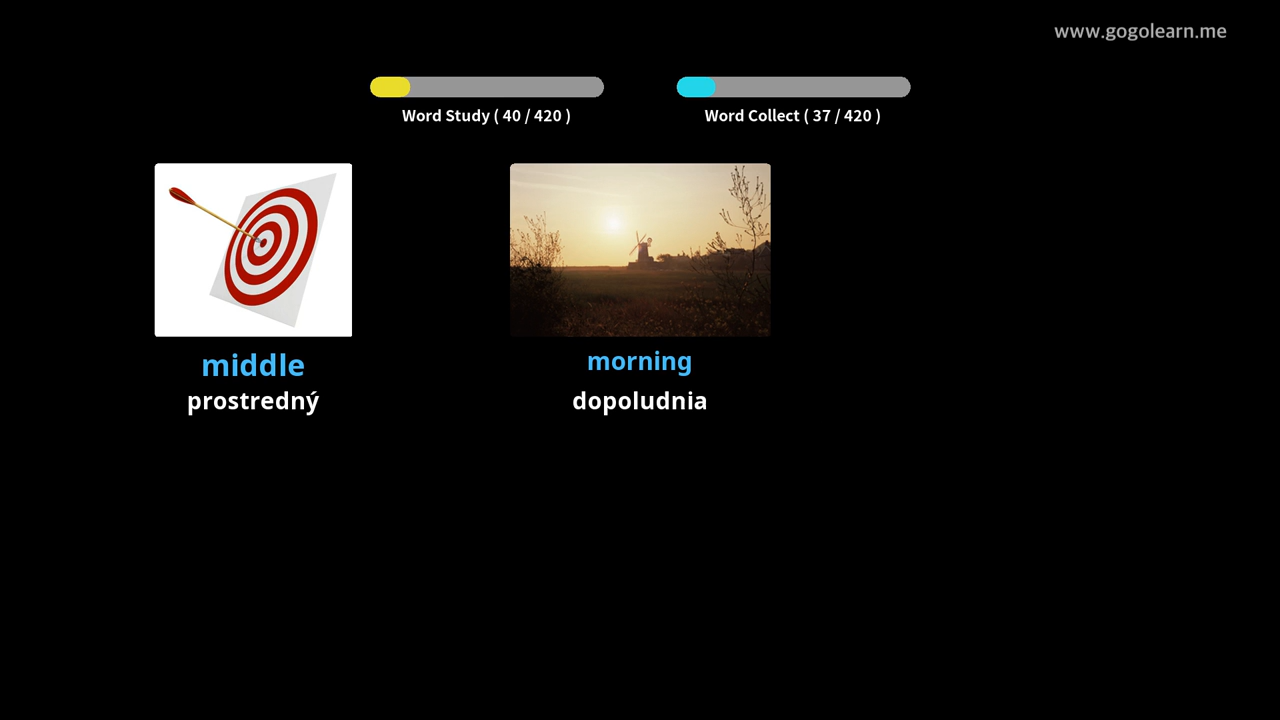 www.gogolearn.me
Word Study ( 40 / 420 )
Word Collect ( 37 / 420 )
middle
prostredný
morning
dopoludnia